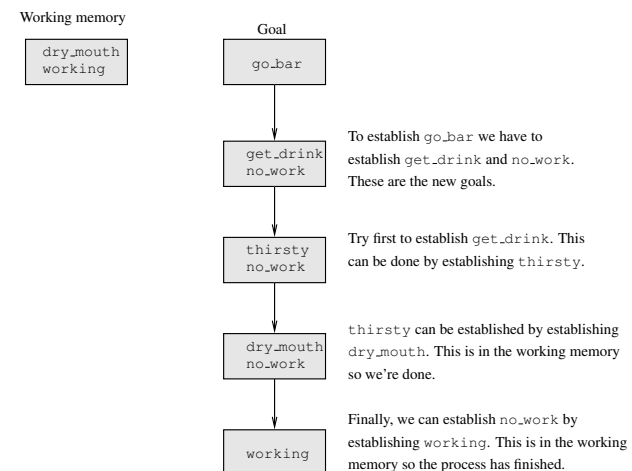 Working memory
dry_mouth
working
Goal
go_bar
get_drink
no_work
To establish go_bar we have to
establish get_drink and no_work.
These are the new goals.
thirsty
no_work
Try first to establish get_drink. This
can be done by establishing thirsty.
dry_mouth
no_work
thirsty can be established by establishing
dry_mouth. This is in the working memory
so we're done.
working
Finally, we can establish no_work by
establishing working. This is in the working
memory so the process has finished.